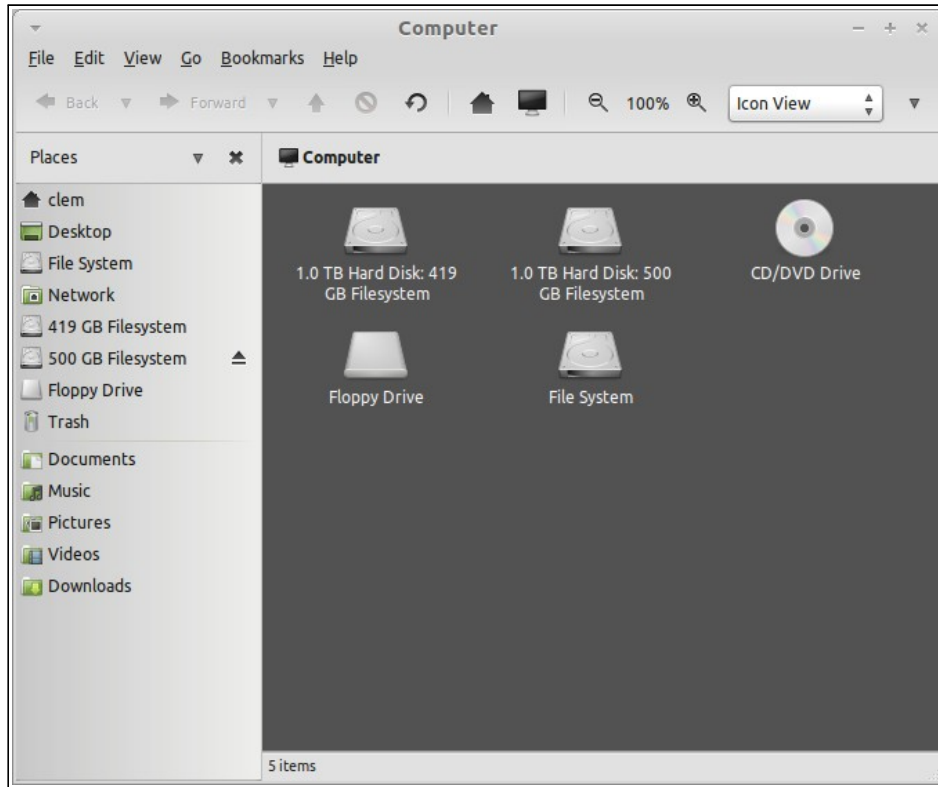 Computer
File Edit View Go Bookmarks Help
Back Forward 100% Icon View
Places
Computer
clem
Desktop
File System
Network
419 GB Filesystem
500 GB Filesystem
Floppy Drive
Trash
Documents
Music
Pictures
Videos
Downloads
1.0 TB Hard Disk: 419
GB Filesystem
1.0 TB Hard Disk: 500
GB Filesystem
CD/DVD Drive
Floppy Drive
File System
5 items